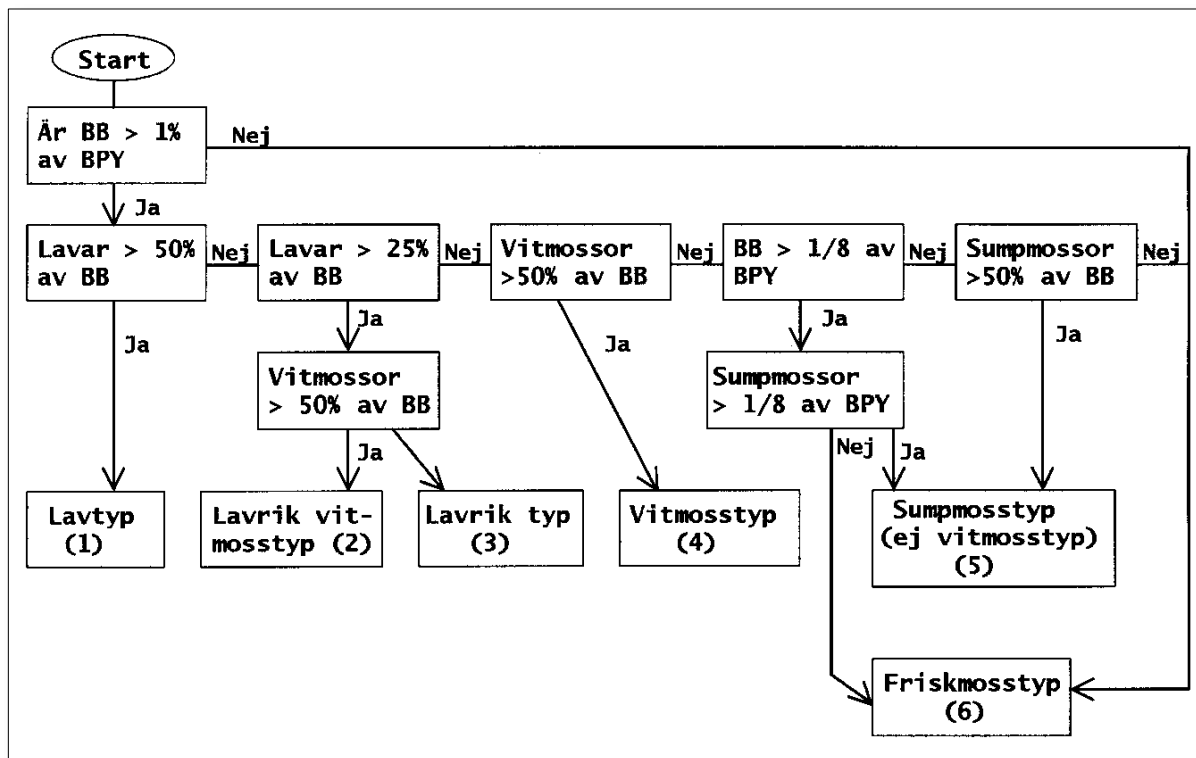 Start
Är BB > 1%
av BPY
Nej
Ja
Lavar > 50%
av BB
Nej
Lavar > 25%
av BB
Nej
Vitmossor
>50% av BB
Nej
BB > 1/8 av
BPY
Nej
Sumpmossor
>50% av BB
Nej
Ja
Ja
Ja
Ja
Ja
Vitmossor
> 50% av BB
Sumpmossor
> 1/8 av BPY
Ja
Nej
Ja
Lavtyp
(1)
Lavrik vit-
mosstyp (2)
Lavrik typ
(3)
Vitmosstyp
(4)
Sumpmosstyp
(ej vitmosstyp)
(5)
Friskmosstyp
(6)